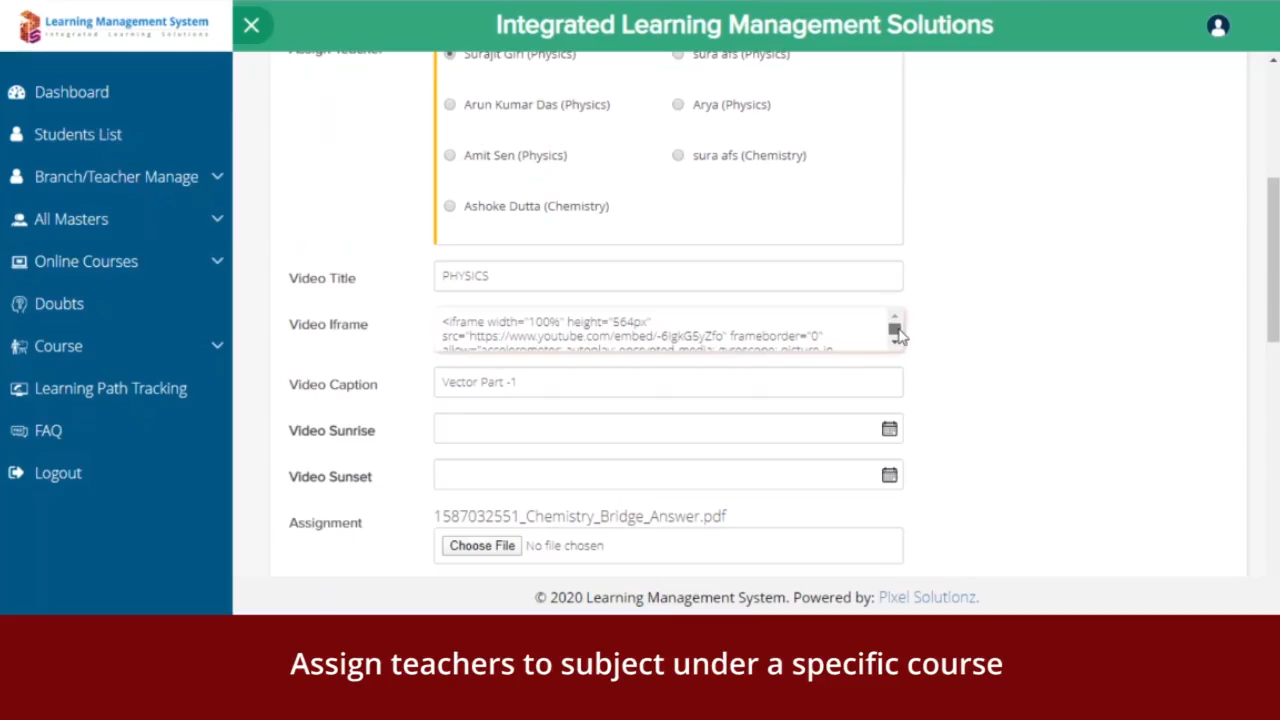 Learning Management System
Integrated Learning Solutions
Integrated Learning Management Solutions
Dashboard
Students List
Branch/Teacher Manage
All Masters
Online Courses
Doubts
Course
Learning Path Tracking
FAQ
Logout
Surajit Giri (Physics)
sura afs (Physics)
Arun Kumar Das (Physics)
Arya (Physics)
Amit Sen (Physics)
sura afs (Chemistry)
Ashoke Dutta (Chemistry)
Video Title
PHYSICS
Video Iframe
<iframe width="100%" height="564px"
src="https://www.youtube.com/embed/-6IgkG5yZfo" frameborder="0"
Video Caption
Vector Part -1
Video Sunrise
Video Sunset
Assignment
1587032551_Chemistry_Bridge_Answer.pdf
Choose File No file chosen
© 2020 Learning Management System. Powered by: Pixel Solutionz.
Assign teachers to subject under a specific course